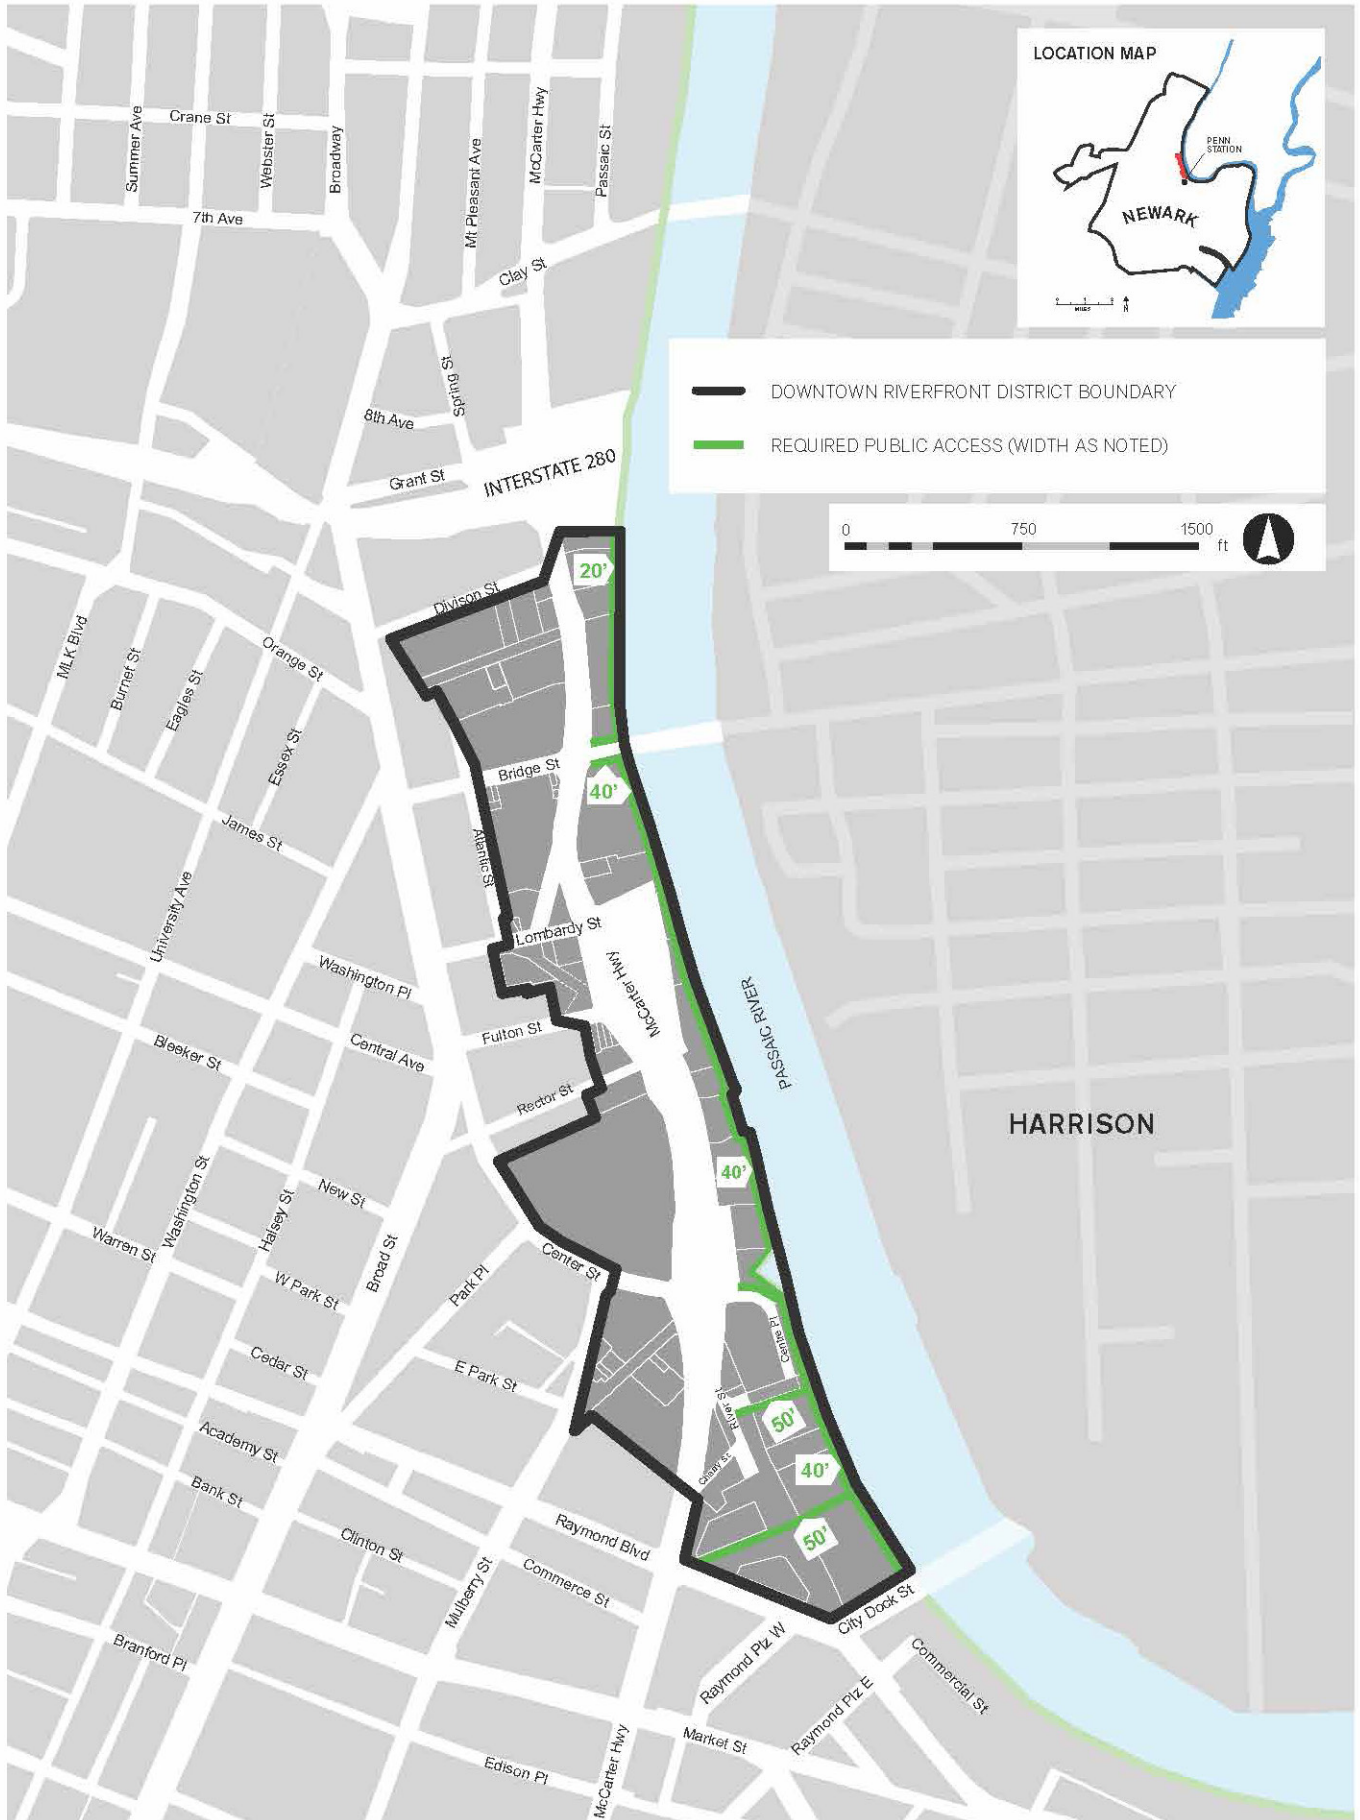 LOCATION MAP
PENN
STATION
NEWARK
0
MILES
N
DOWNTOWN RIVERFRONT DISTRICT BOUNDARY
REQUIRED PUBLIC ACCESS (WIDTH AS NOTED)
0 750 1500
ft
Crane St
Summer Ave
Webster St
Broadway
Mt Pleasant Ave
McCarter Hwy
Passaic St
7th Ave
Clay St
Spring St
8th Ave
Grant St
INTERSTATE 280
20'
Divison St
MLK Blvd
Burnet St
Eagles St
Orange St
Essex St
Bridge St
40'
James St
Atlantic St
University Ave
Lombardy St
Washington Pl
McCarter Hwy
PASSAIC RIVER
Fulton St
Central Ave
Bleeker St
Rector St
HARRISON
40'
New St
Washington St
Halsey St
Warren St
Broad St
Center St
Park Pl
W Park St
Centre Pl
Cedar St
E Park St
River St
50'
Academy St
40'
Cherry St
Bank St
50'
Clinton St
Raymond Blvd
Commerce St
Mulberry St
City Dock St
Branford Pl
Raymond Plz W
Raymond Plz E
Commercial St
Market St
Edison Pl
McCarter Hwy